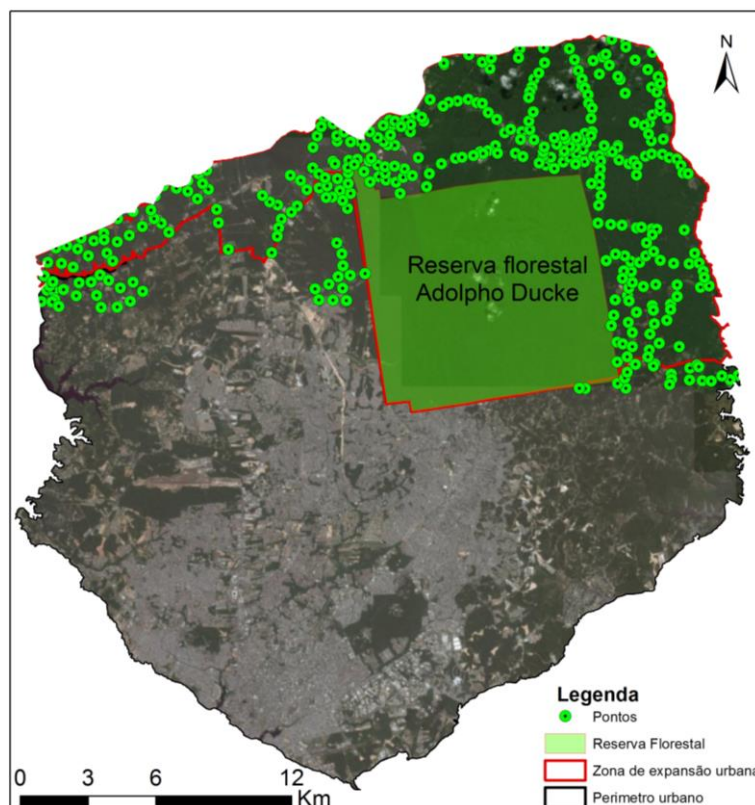 N
Reserva florestal
Adolpho Ducke
Legenda
Pontos
Reserva Florestal
Zona de expansão urbana
Perimetro urbano
0 3 6 12
Km